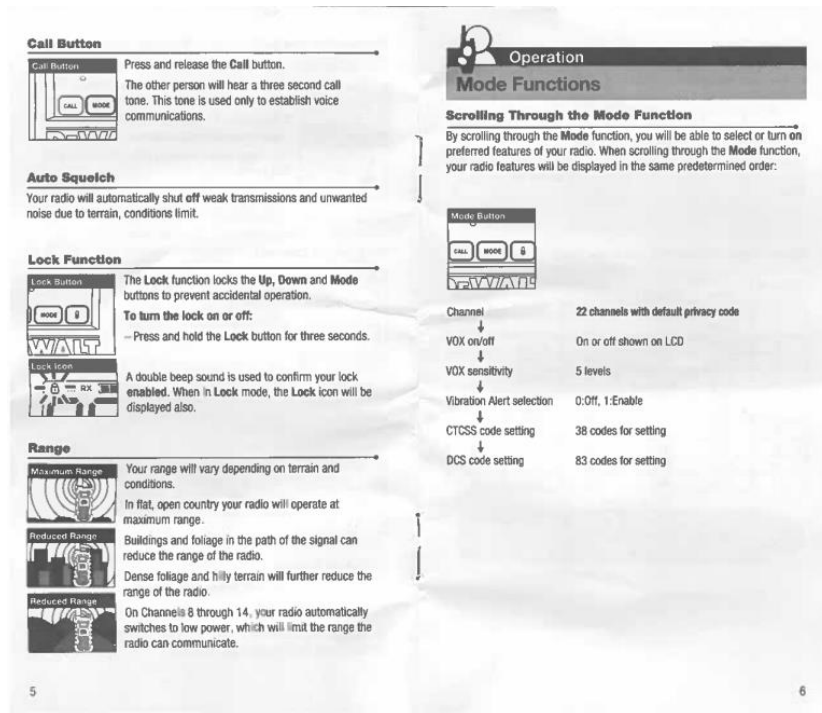 Call Button
Call Button
CALL MODE
DEWALT
Press and release the Call button.
The other person will hear a three second call
tone. This tone is used only to establish voice
communications.
Auto Squelch
Your radio will automatically shut off weak transmissions and unwanted
noise due to terrain, conditions limit.
Lock Function
Lock Button
MODE
WALT
The Lock function locks the Up, Down and Mode
buttons to prevent accidental operation.
To turn the lock on or off:
– Press and hold the Lock button for three seconds.
Lock Icon
RX
A double beep sound is used to confirm your lock
enabled. When in Lock mode, the Lock icon will be
displayed also.
Range
Maximum Range
Your range will vary depending on terrain and
conditions.
In flat, open country your radio will operate at
maximum range.
Reduced Range
Buildings and foliage in the path of the signal can
reduce the range of the radio.
Dense foliage and hilly terrain will further reduce the
range of the radio.
Reduced Range
On Channels 8 through 14, your radio automatically
switches to low power, which will limit the range the
radio can communicate.
5
Operation
Mode Functions
Scrolling Through the Mode Function
By scrolling through the Mode function, you will be able to select or turn on
preferred features of your radio. When scrolling through the Mode function,
your radio features will be displayed in the same predetermined order:
Mode Button
CALL MODE
DEWALT
Channel 22 channels with default privacy code
VOX on/off On or off shown on LCD
VOX sensitivity 5 levels
Vibration Alert selection 0:Off, 1:Enable
CTCSS code setting 38 codes for setting
DCS code setting 83 codes for setting
6